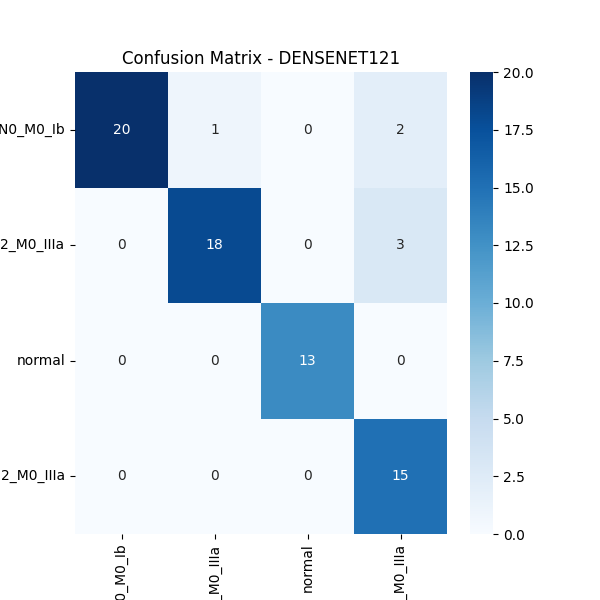 Confusion Matrix - DENSENET121
N0_M0_Ib 20 1 0 2
2_M0_IIIa 0 18 0 3
normal 0 0 13 0
2_M0_IIIa 0 0 0 15
0_M0_Ib _M0_IIIa normal _M0_IIIa
20.0
17.5
15.0
12.5
10.0
7.5
5.0
2.5
0.0